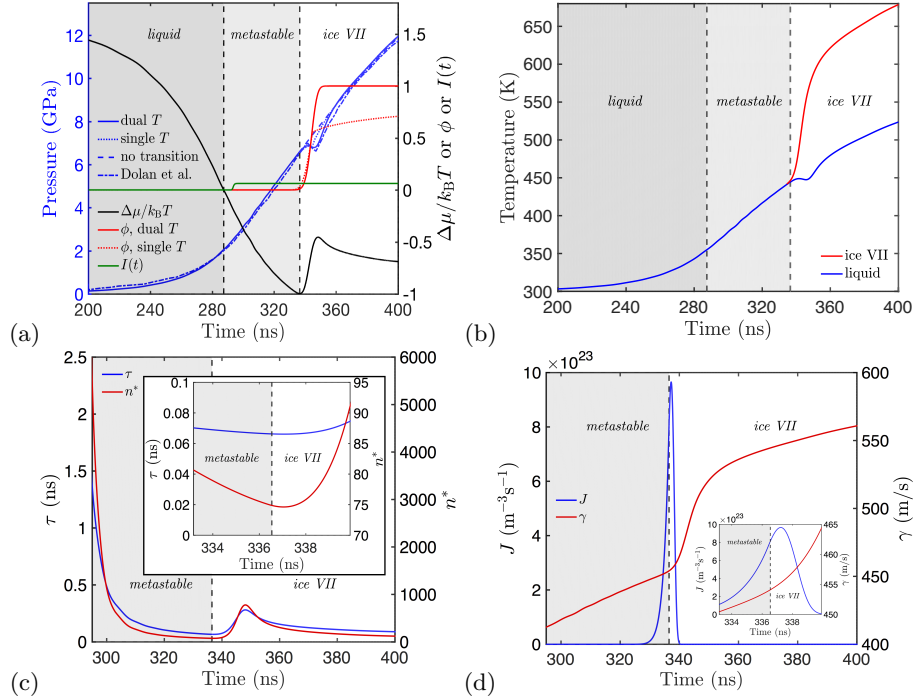 liquid
metastable
ice VII
12
10
8
6
4
2
0
Pressure (GPa)
dual T
single T
no transition
Dolan et al.
Δμ/k_BT
ϕ, dual T
ϕ, single T
I(t)
1.5
1
0.5
0
-0.5
-1
Δμ/k_BT or ϕ or I(t)
200
240
280
320
360
400
Time (ns)
(a)
650
600
550
500
450
400
350
300
Temperature (K)
liquid
metastable
ice VII
ice VII
liquid
200
240
280
320
360
400
Time (ns)
(b)
2.5
2
1.5
1
0.5
0
τ (ns)
τ
n*
6000
5000
4000
3000
2000
1000
0
n*
0.1
0.08
0.06
0.04
0.02
0
τ (ns)
95
90
85
80
75
70
n*
metastable
ice VII
334
336
338
Time (ns)
metastable
ice VII
300
320
340
360
380
400
Time (ns)
(c)
× 10^23
10
8
6
4
2
0
J (m⁻³s⁻¹)
metastable
ice VII
J
γ
600
550
500
450
400
γ (m/s)
×10^23
10
8
6
4
2
0
J (m⁻³s⁻¹)
metastable
ice VII
465
460
455
450
γ (m/s)
334
336
338
Time (ns)
300
320
340
360
380
400
Time (ns)
(d)